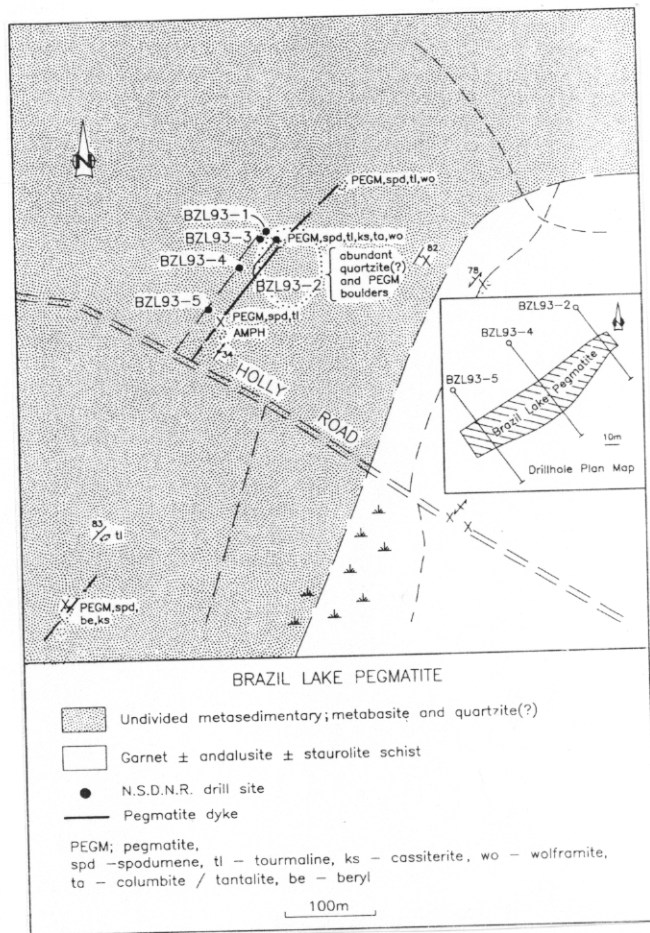 N
PEGM,spd,tl,wo
BZL93-1
BZL93-3
PEGM,spd,tl,ks,ta,wo
BZL93-4
BZL93-2
abundant
quartzite(?)
and PEGM
boulders
82
78
BZL93-5
PEGM,spd,tl
AMPH
34
HOLLY ROAD
BZL93-2
BZL93-4
BZL93-5
Brazil Lake Pegmatite
10m
Drillhole Plan Map
83
tl
PEGM,spd,
be,ks
BRAZIL LAKE PEGMATITE
Undivided metasedimentary; metabasite and quartzite(?)
Garnet ± andalusite ± staurolite schist
N.S.D.N.R. drill site
Pegmatite dyke
PEGM; pegmatite,
spd –spodumene, tl – tourmaline, ks – cassiterite, wo – wolframite,
ta – columbite / tantalite, be – beryl
100m